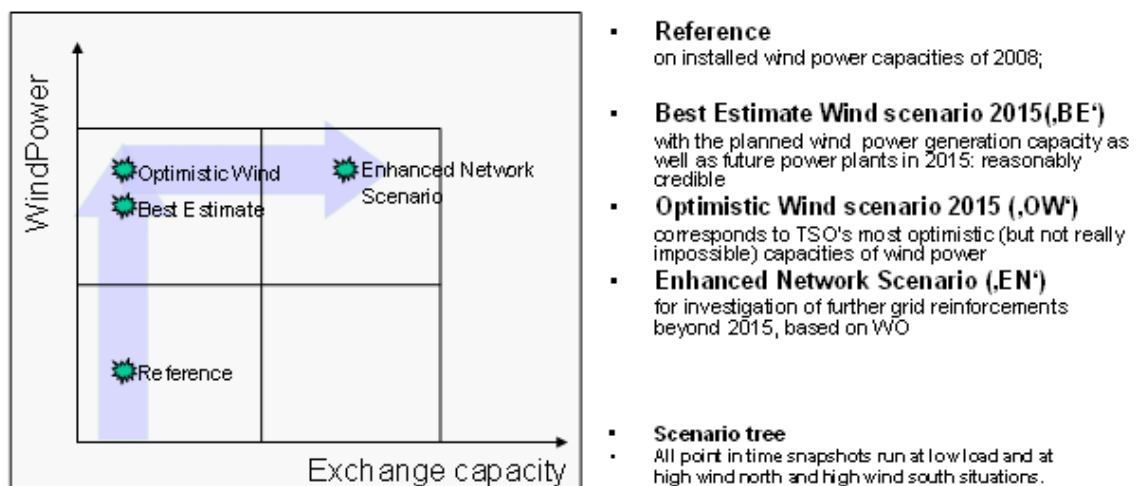 WindPower
Optimistic Wind
Enhanced Network
Scenario
Best Estimate
Reference
Exchange capacity
▪ Reference
on installed wind power capacities of 2008;
▪ Best Estimate Wind scenario 2015(‚BE‘)
with the planned wind power generation capacity as
well as future power plants in 2015: reasonably
credible
▪ Optimistic Wind scenario 2015 (‚OW‘)
corresponds to TSO's most optimistic (but not really
impossible) capacities of wind power
▪ Enhanced Network Scenario (‚EN‘)
for investigation of further grid reinforcements
beyond 2015, based on WO
▪ Scenario tree
▪ All point in time snapshots run at low load and at
high wind north and high wind south situations.